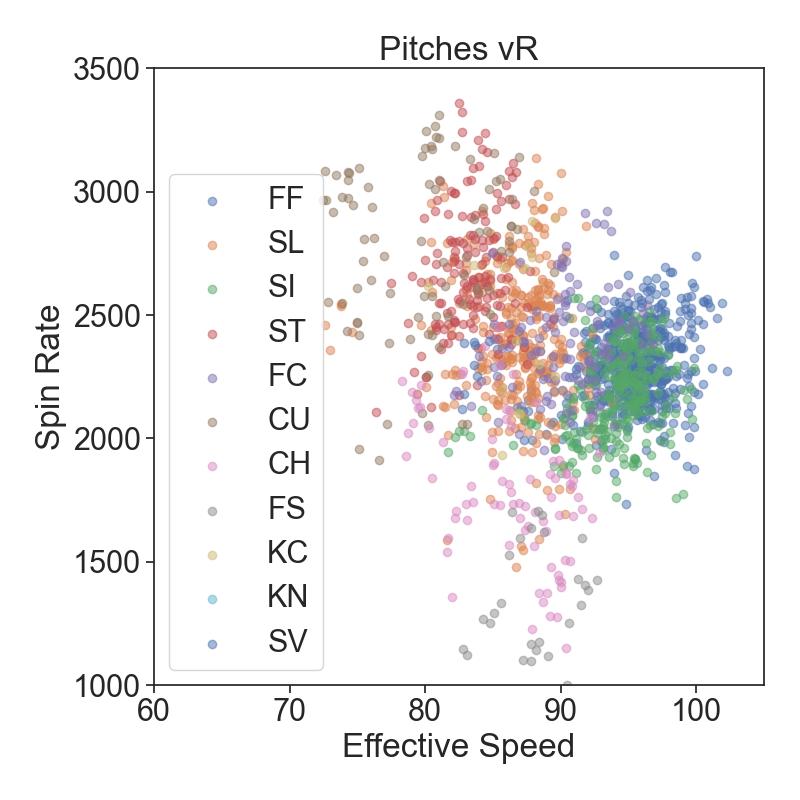 Pitches vR
3500
3000
2500
2000
1500
1000
Spin Rate
FF
SL
SI
ST
FC
CU
CH
FS
KC
KN
SV
60 70 80 90 100
Effective Speed